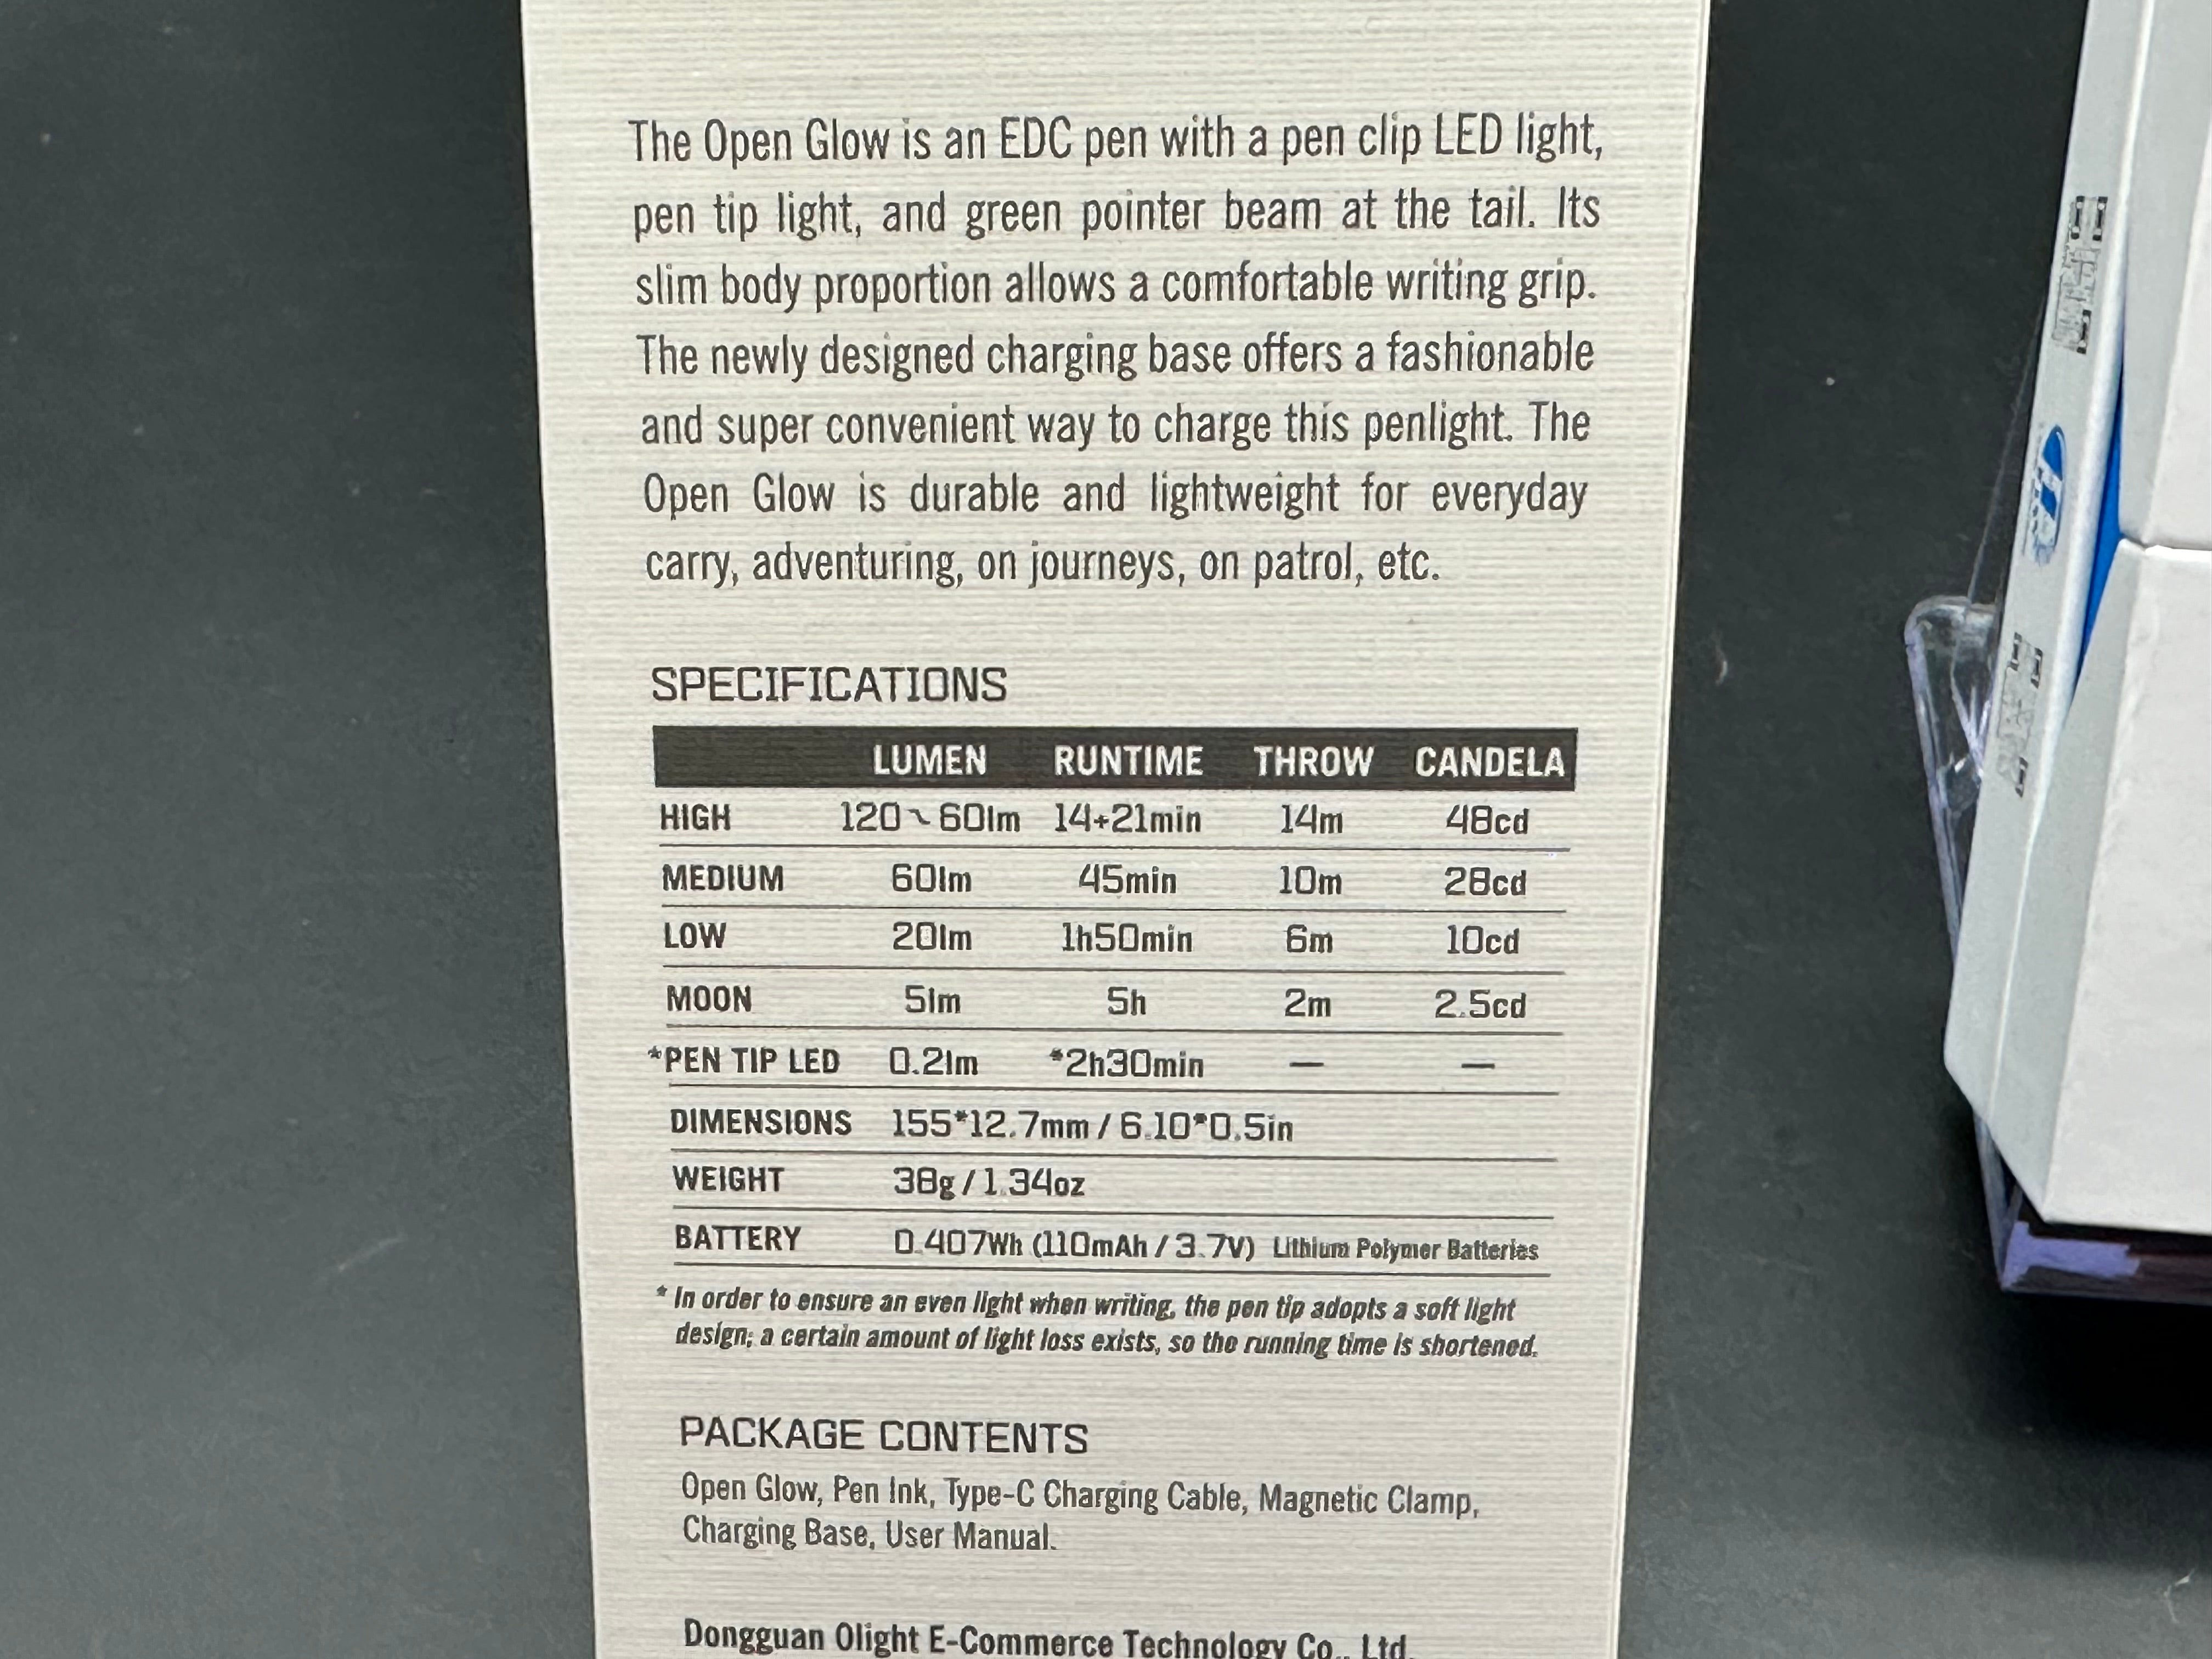 The Open Glow is an EDC pen with a pen clip LED light,
pen tip light, and green pointer beam at the tail. Its
slim body proportion allows a comfortable writing grip.
The newly designed charging base offers a fashionable
and super convenient way to charge this penlight. The
Open Glow is durable and lightweight for everyday
carry, adventuring, on journeys, on patrol, etc.
SPECIFICATIONS
LUMEN RUNTIME THROW CANDELA
HIGH 120~60lm 14+21min 14m 48cd
MEDIUM 60lm 45min 10m 28cd
LOW 20lm 1h50min 6m 10cd
MOON 5lm 5h 2m 2.5cd
*PEN TIP LED 0.2lm *2h30min — —
DIMENSIONS 155*12.7mm / 6.10*0.5in
WEIGHT 38g / 1.34oz
BATTERY 0.407Wh (110mAh / 3.7V) Lithium Polymer Batteries
* In order to ensure an even light when writing, the pen tip adopts a soft light
design; a certain amount of light loss exists, so the running time is shortened.
PACKAGE CONTENTS
Open Glow, Pen Ink, Type-C Charging Cable, Magnetic Clamp,
Charging Base, User Manual.
Dongguan Olight E-Commerce Technology Co., Ltd.